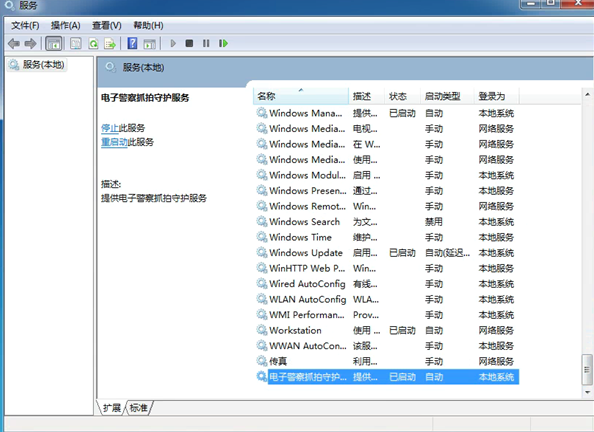 服务
文件(F) 操作(A) 查看(V) 帮助(H)
服务(本地)
服务(本地)
电子警察抓拍守护服务
停止此服务
重启动此服务
描述:
提供电子警察抓拍守护服务
名称 描述 状态 启动类型 登录为
Windows Mana... 提供... 已启动 自动 本地系统
Windows Media... 电视... 手动 网络服务
Windows Media... 在 W... 手动 网络服务
Windows Media... 使用... 手动 网络服务
Windows Modul... 启用... 手动 本地系统
Windows Presen... 通过... 手动 本地服务
Windows Remot... Win... 手动 网络服务
Windows Search 为文... 禁用 本地系统
Windows Time 维护... 手动 本地服务
Windows Update 启用... 已启动 自动(延迟... 本地系统
WinHTTP Web P... Win... 手动 本地服务
Wired AutoConfig 有线... 手动 本地系统
WLAN AutoConfig WLA... 手动 本地系统
WMI Performan... Prov... 手动 本地系统
Workstation 使用... 已启动 自动 网络服务
WWAN AutoCon... 该服... 手动 本地服务
传真 利用... 手动 网络服务
电子警察抓拍守护... 提供... 已启动 自动 本地系统
扩展 标准